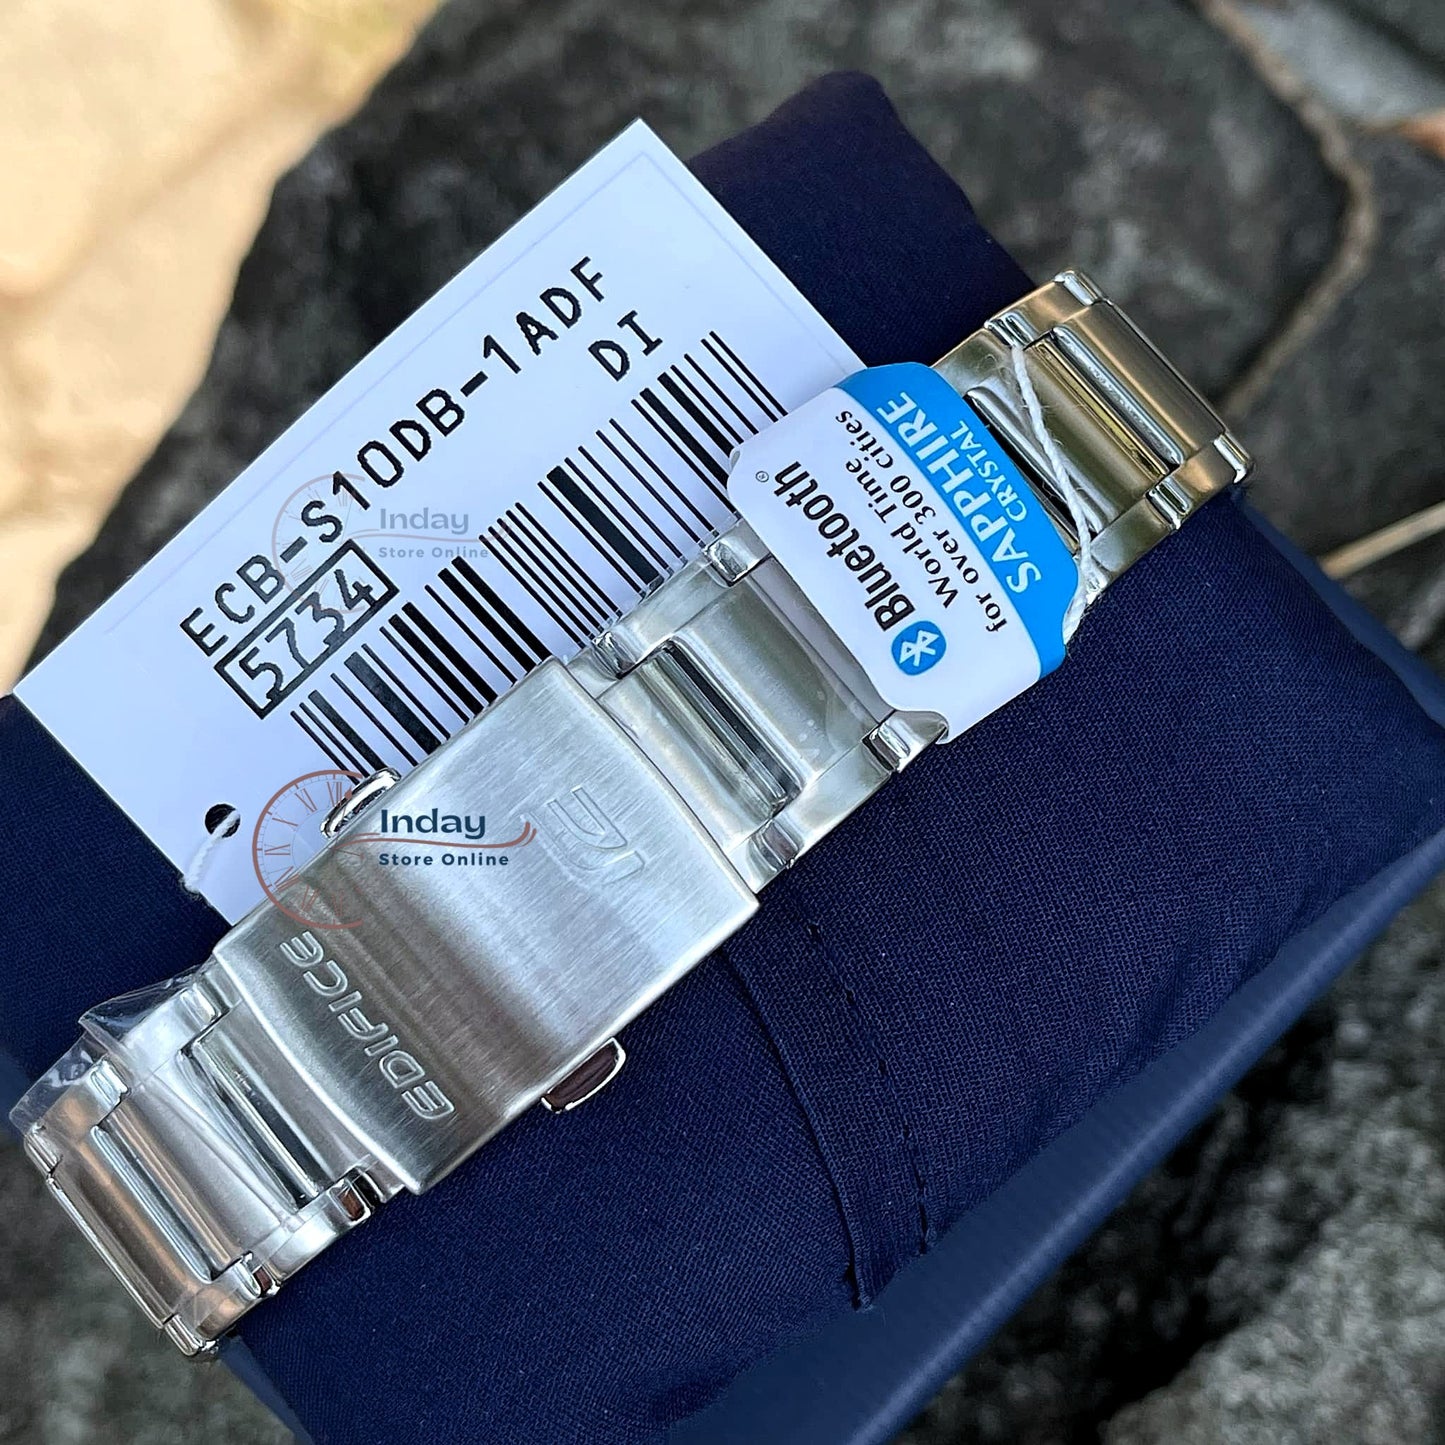 ECB-S10DB-1ADF
5734 DI
SAPPHIRE
CRYSTAL
Bluetooth®
World Time
for over 300 cities
Inday
Store Online
Inday
Store Online
EDIFICE